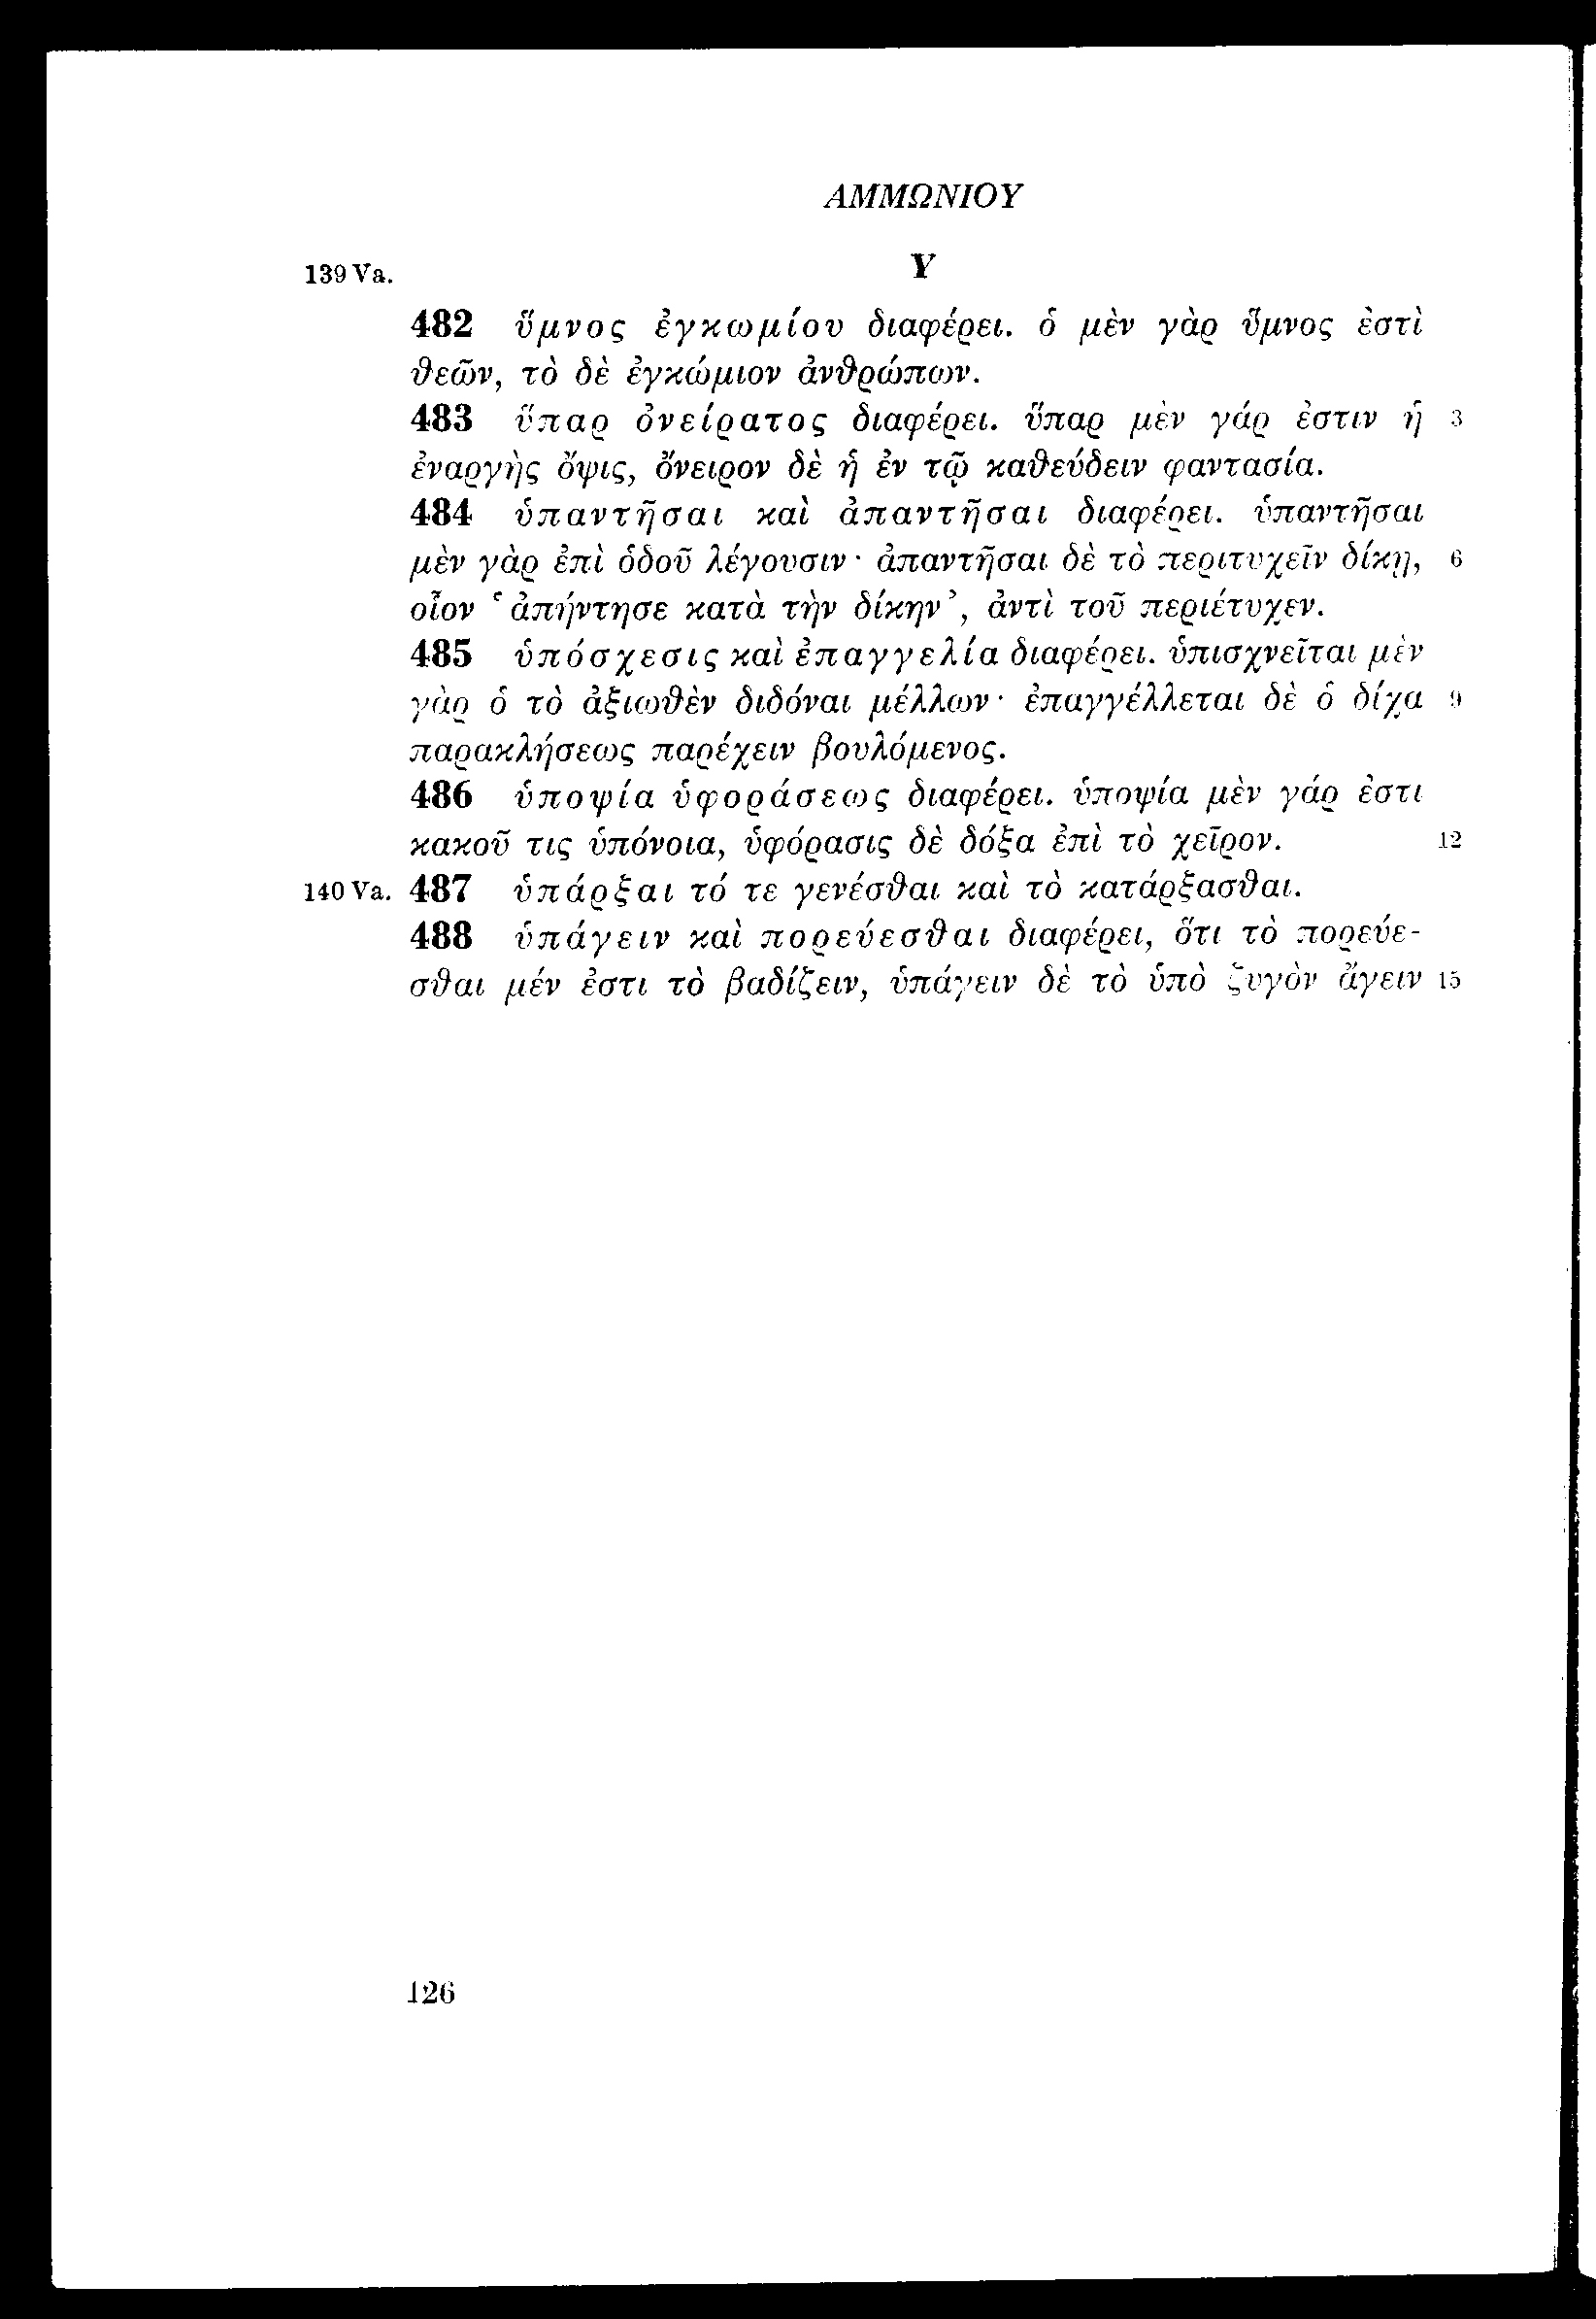 ΑΜΜΩΝΙΟΥ
139 Va. Υ
482 ὕμνος ἐγκωμίου διαφέρει. ὁ μὲν γὰρ ὕμνος ἐστὶ
θεῶν, τὸ δὲ ἐγκώμιον ἀνθρώπων.
483 ὕπαρ ὀνείρατος διαφέρει. ὕπαρ μὲν γάρ ἐστιν ἡ 3
ἐναργὴς ὄψις, ὄνειρον δὲ ἡ ἐν τῷ καθεύδειν φαντασία.
484 ὑπαντῆσαι καὶ ἀπαντῆσαι διαφέρει. ὑπαντῆσαι
μὲν γὰρ ἐπὶ ὁδοῦ λέγουσιν· ἀπαντῆσαι δὲ τὸ περιτυχεῖν δίκῃ, 6
οἷον ‘ἀπήντησε κατὰ τὴν δίκην’, ἀντὶ τοῦ περιέτυχεν.
485 ὑπόσχεσις καὶ ἐπαγγελία διαφέρει. ὑπισχνεῖται μὲν
γὰρ ὁ τὸ ἀξιωθὲν διδόναι μέλλων· ἐπαγγέλλεται δὲ ὁ δίχα 9
παρακλήσεως παρέχειν βουλόμενος.
486 ὑποψία ὑφοράσεως διαφέρει. ὑποψία μὲν γάρ ἐστι
κακοῦ τις ὑπόνοια, ὑφόρασις δὲ δόξα ἐπὶ τὸ χεῖρον. 12
140 Va. 487 ὑπάρξαι τό τε γενέσθαι καὶ τὸ κατάρξασθαι.
488 ὑπάγειν καὶ πορεύεσθαι διαφέρει, ὅτι τὸ πορεύε-
σθαι μέν ἐστι τὸ βαδίζειν, ὑπάγειν δὲ τὸ ὑπὸ ζυγὸν ἄγειν 15
126